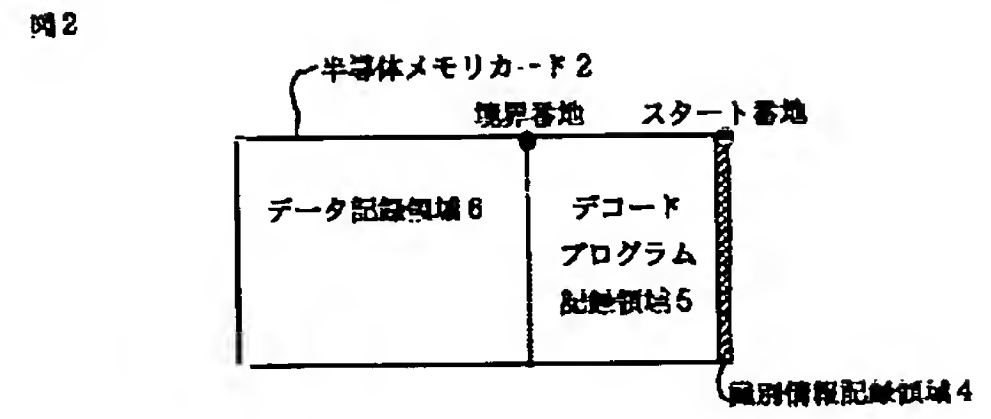 図2
半導体メモリカード2
境界番地
スタート番地
データ記録領域6
デコード
プログラム
記録領域5
識別情報記録領域4